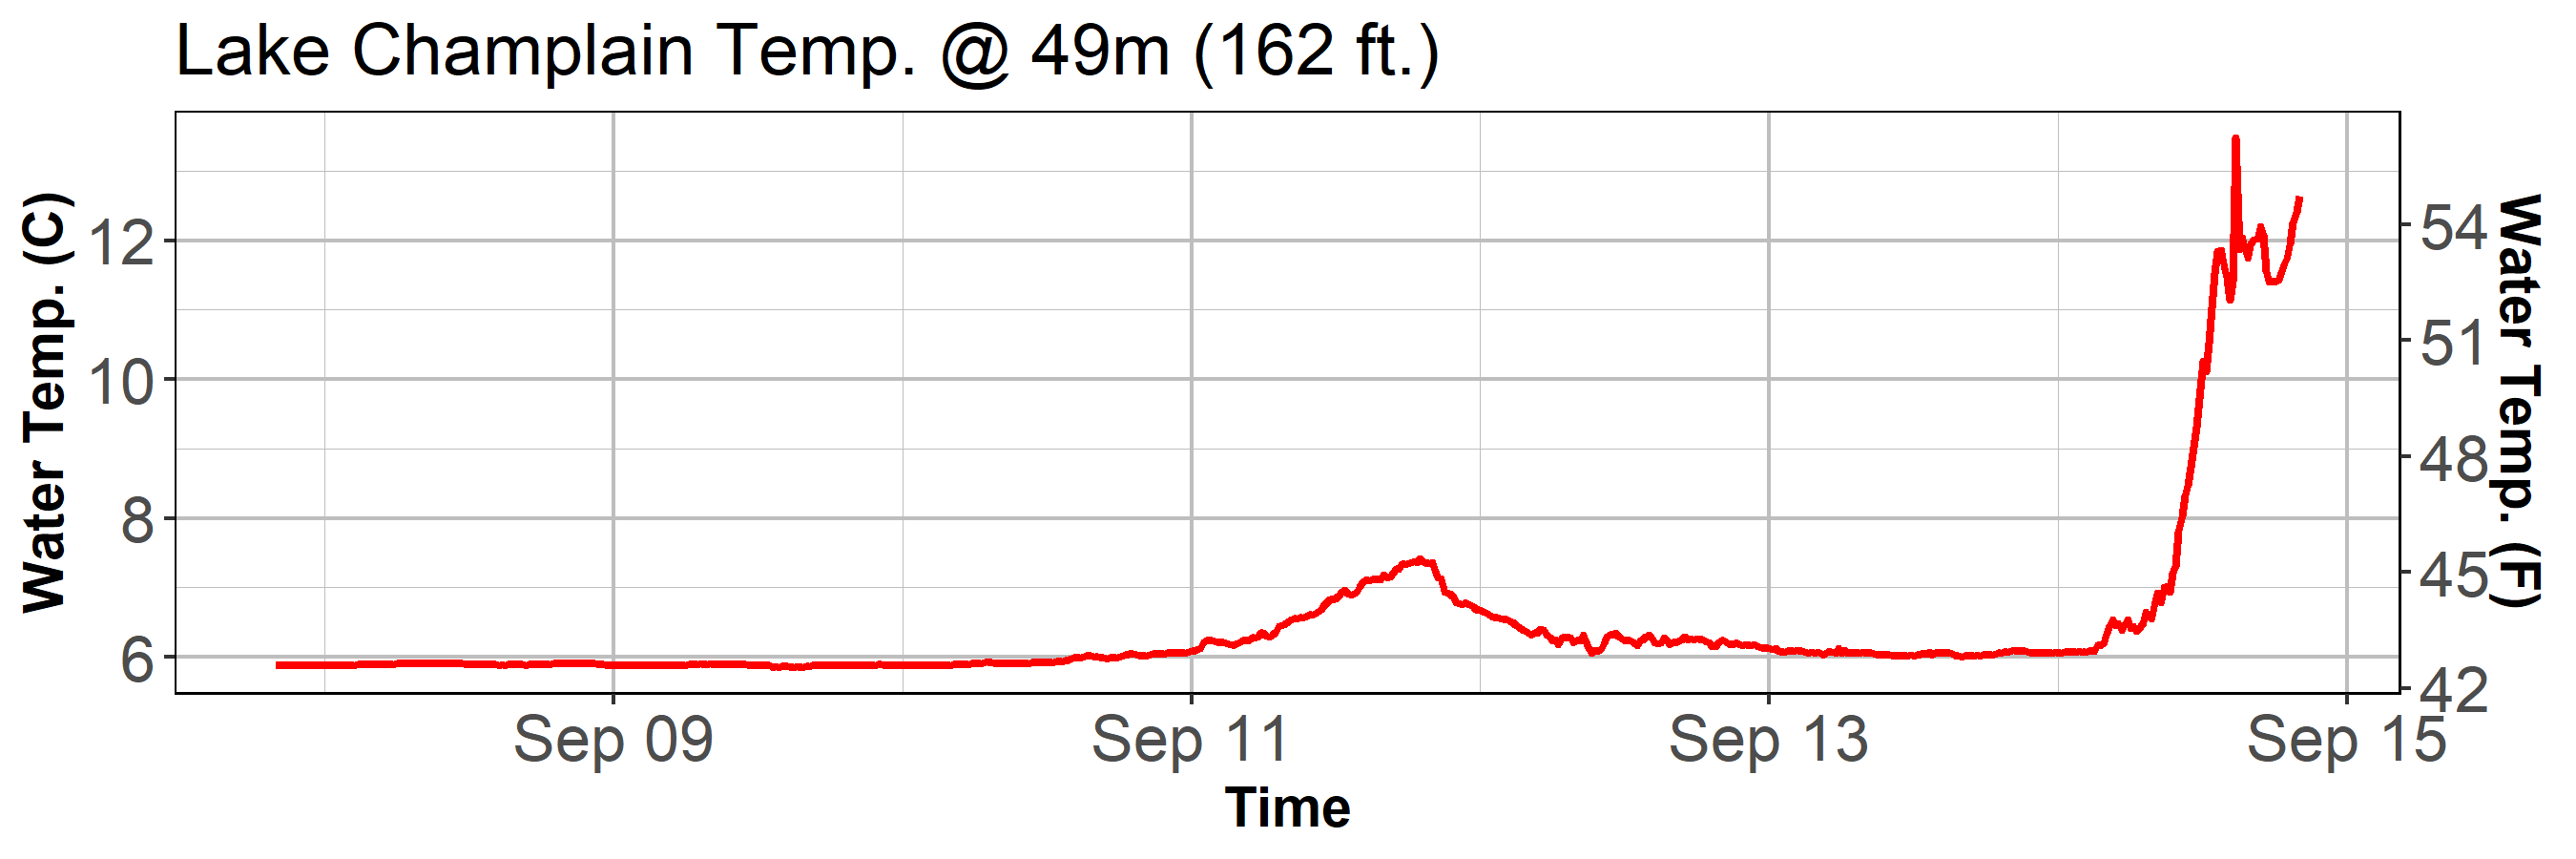 Lake Champlain Temp. @ 49m (162 ft.)
Water Temp. (C)
12
10
8
6
54
51
48
45
42
Water Temp. (F)
Sep 09
Sep 11
Sep 13
Sep 15
Time